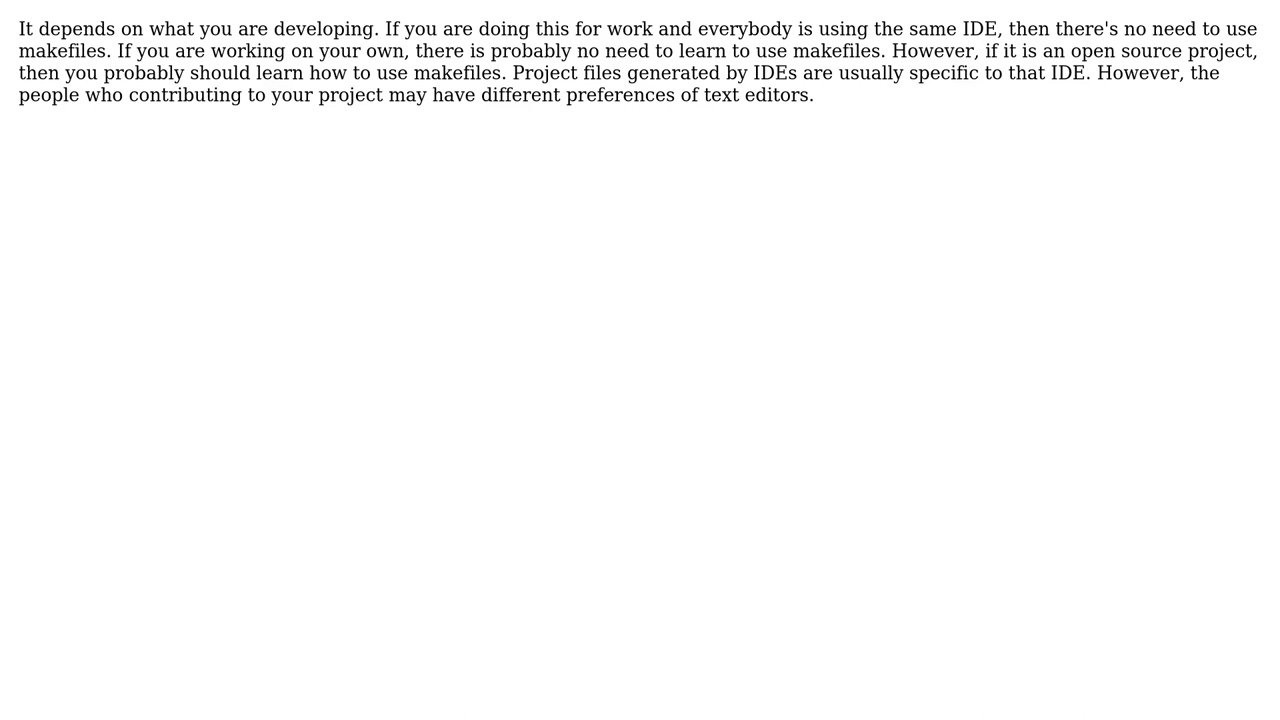 It depends on what you are developing. If you are doing this for work and everybody is using the same IDE, then there's no need to use
makefiles. If you are working on your own, there is probably no need to learn to use makefiles. However, if it is an open source project,
then you probably should learn how to use makefiles. Project files generated by IDEs are usually specific to that IDE. However, the
people who contributing to your project may have different preferences of text editors.